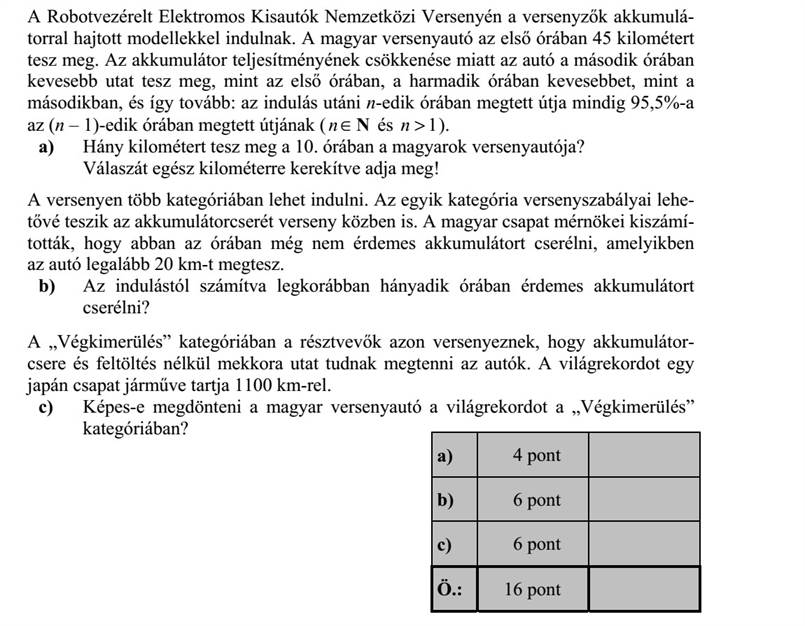 A Robotvezérelt Elektromos Kisautók Nemzetközi Versenyén a versenyzők akkumulá-
torral hajtott modellekkel indulnak. A magyar versenyautó az első órában 45 kilométert
tesz meg. Az akkumulátor teljesítményének csökkenése miatt az autó a második órában
kevesebb utat tesz meg, mint az első órában, a harmadik órában kevesebbet, mint a
másodikban, és így tovább: az indulás utáni n-edik órában megtett útja mindig 95,5%-a
az (n – 1)-edik órában megtett útjának (n∈N és n>1).
a) Hány kilométert tesz meg a 10. órában a magyarok versenyautója?
Válaszát egész kilométerre kerekítve adja meg!
A versenyen több kategóriában lehet indulni. Az egyik kategória versenyszabályai lehe-
tővé teszik az akkumulátorcserét verseny közben is. A magyar csapat mérnökei kiszámí-
tották, hogy abban az órában még nem érdemes akkumulátort cserélni, amelyikben
az autó legalább 20 km-t megtesz.
b) Az indulástól számítva legkorábban hányadik órában érdemes akkumulátort
cserélni?
A „Végkimerülés” kategóriában a résztvevők azon versenyeznek, hogy akkumulátor-
csere és feltöltés nélkül mekkora utat tudnak megtenni az autók. A világrekordot egy
japán csapat járműve tartja 1100 km-rel.
c) Képes-e megdönteni a magyar versenyautó a világrekordot a „Végkimerülés”
kategóriában?
a) 4 pont
b) 6 pont
c) 6 pont
Ö.: 16 pont